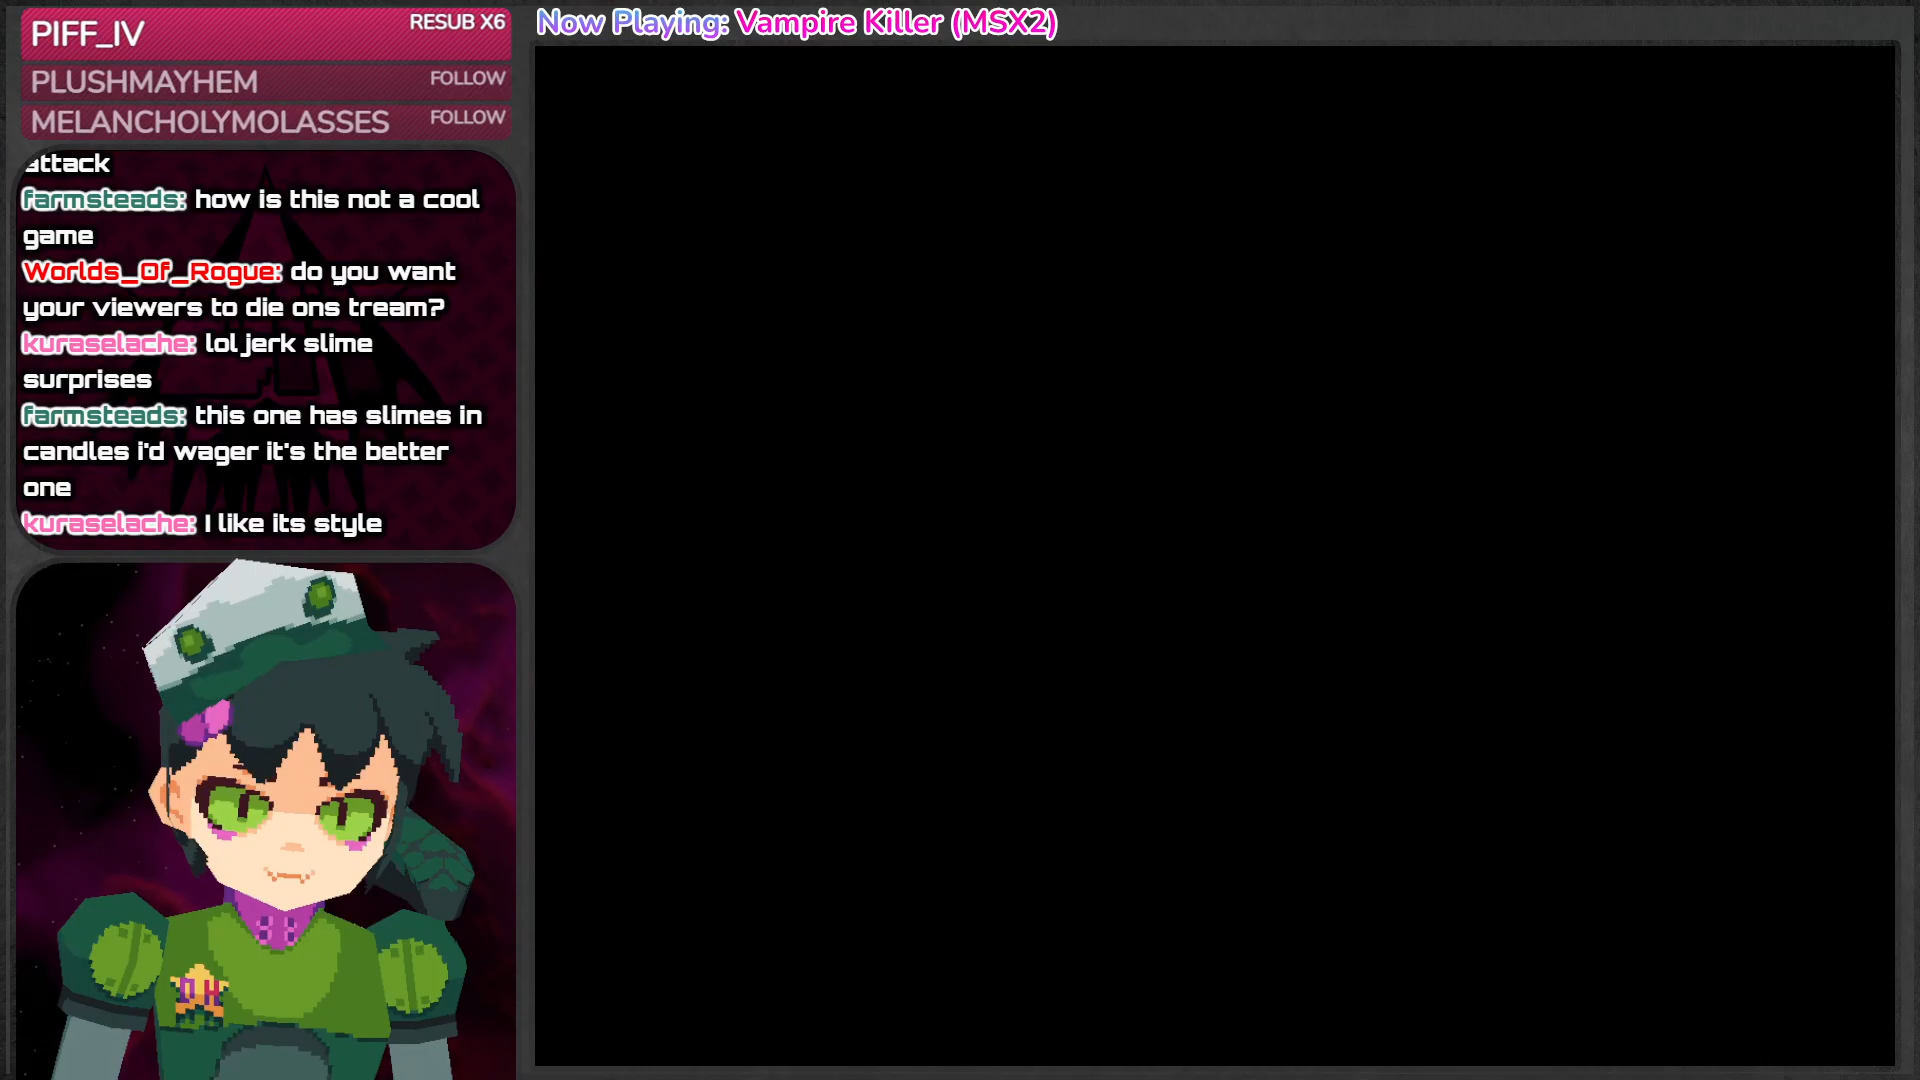 PIFF_IV RESUB X6
PLUSHMAYHEM FOLLOW
MELANCHOLYMOLASSES FOLLOW
Now Playing: Vampire Killer (MSX2)
attack
farmsteads: how is this not a cool
game
Worlds_Of_Rogue: do you want
your viewers to die ons tream?
kuraselache: lol jerk slime
surprises
farmsteads: this one has slimes in
candles i'd wager it's the better
one
kuraselache: I like its style